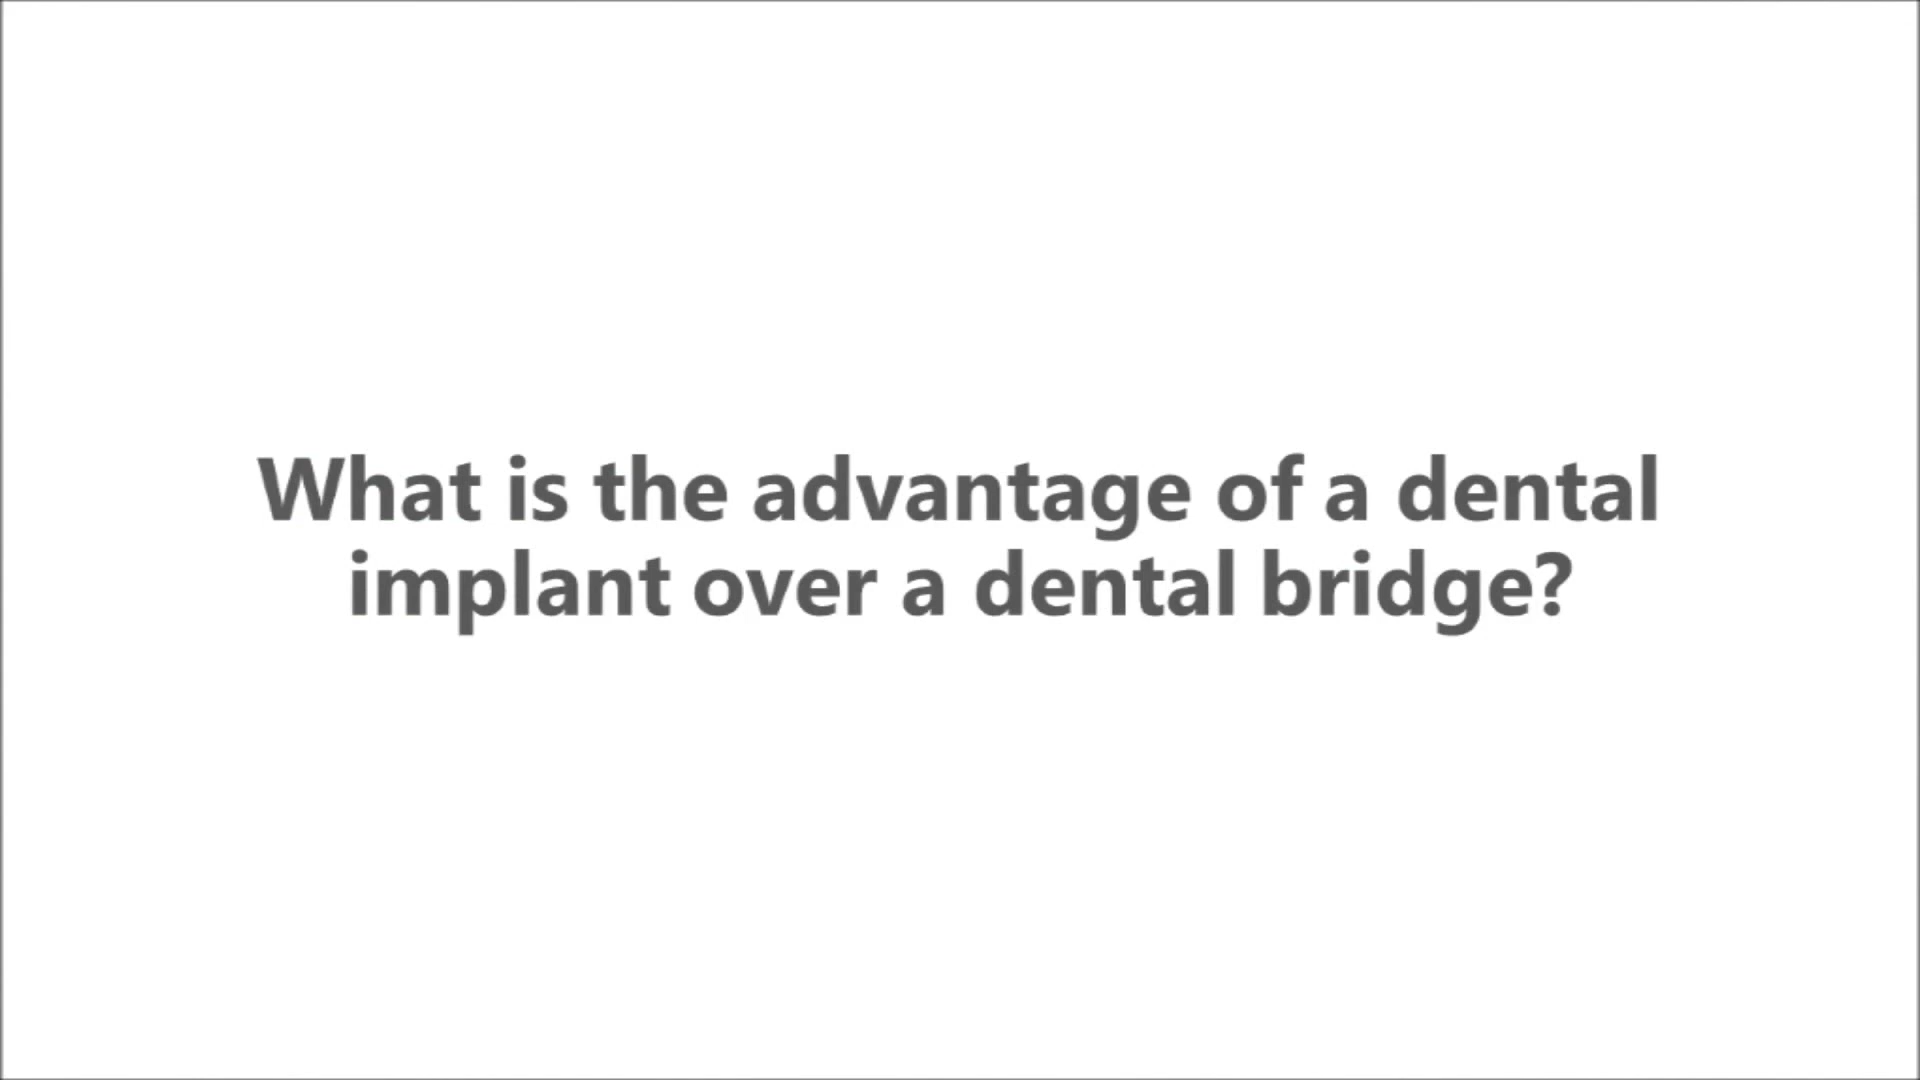 What is the advantage of a dental
implant over a dental bridge?